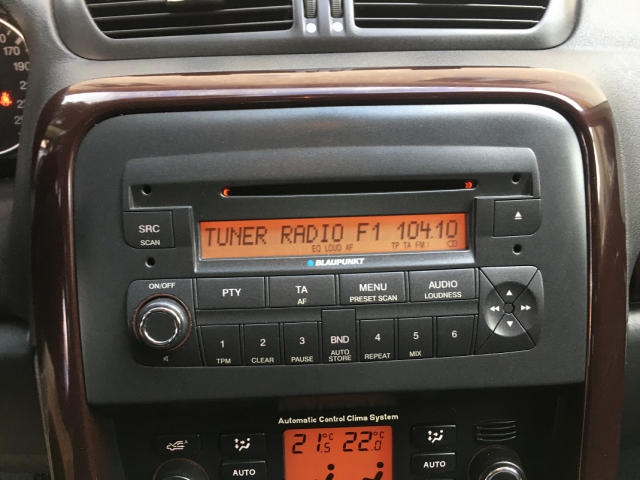 170
190
SRC
SCAN
TUNER RADIO F1 104.10
EQ LOUD AF TP TA FM1 CD
BLAUPUNKT
ON/OFF
PTY
TA
AF
MENU
PRESET SCAN
AUDIO
LOUDNESS
1
TPM
2
CLEAR
3
PAUSE
BND
AUTO
STORE
4
REPEAT
5
MIX
6
Automatic Control Clima System
21.5 °C 22.0 °C
AUTO
AUTO